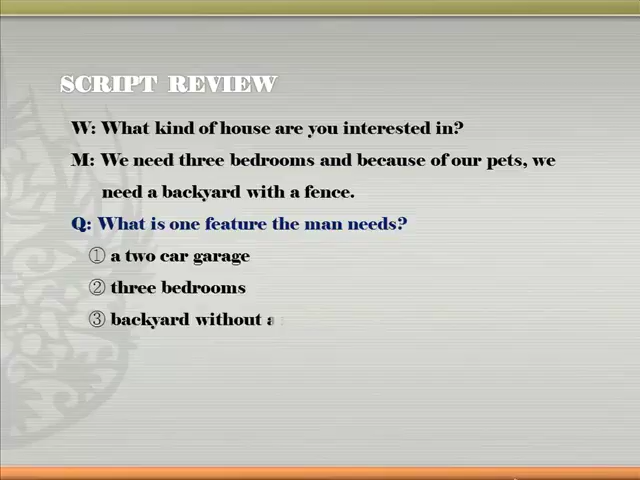 SCRIPT REVIEW
W: What kind of house are you interested in?
M: We need three bedrooms and because of our pets, we
need a backyard with a fence.
Q: What is one feature the man needs?
① a two car garage
② three bedrooms
③ backyard without a